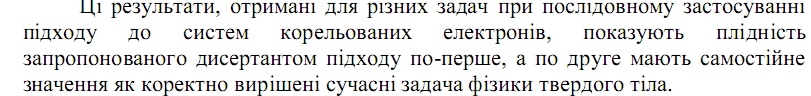 Ці результати, отримані для різних задач при послідовному застосуванні
підходу до систем корельованих електронів, показують плідність
запропонованого дисертантом підходу по-перше, а по друге мають самостійне
значення як коректно вирішені сучасні задача фізики твердого тіла.